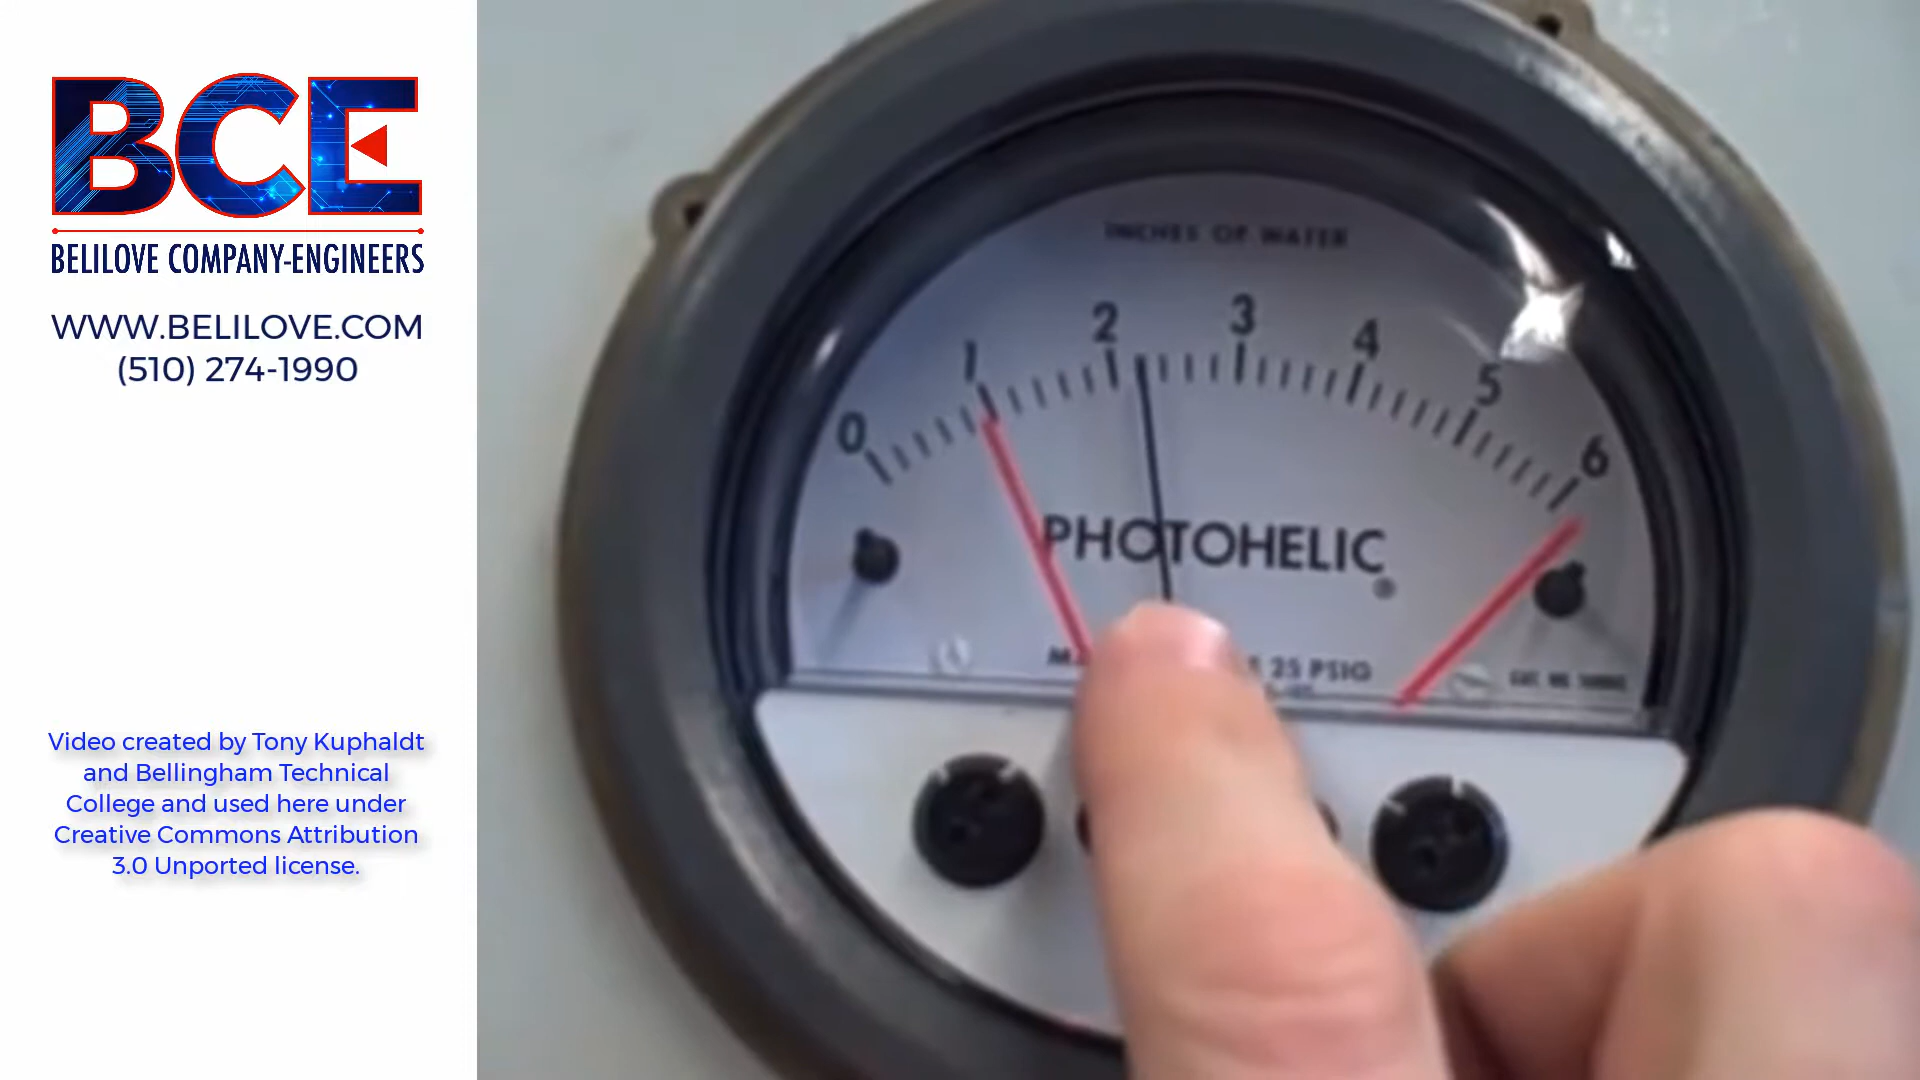 BCE
BELILOVE COMPANY-ENGINEERS
WWW.BELILOVE.COM
(510) 274-1990
Video created by Tony Kuphaldt
and Bellingham Technical
College and used here under
Creative Commons Attribution
3.0 Unported license.
INCHES OF WATER
0 1 2 3 4 5 6
PHOTOHELIC
®
25 PSIG
CAT. NO.